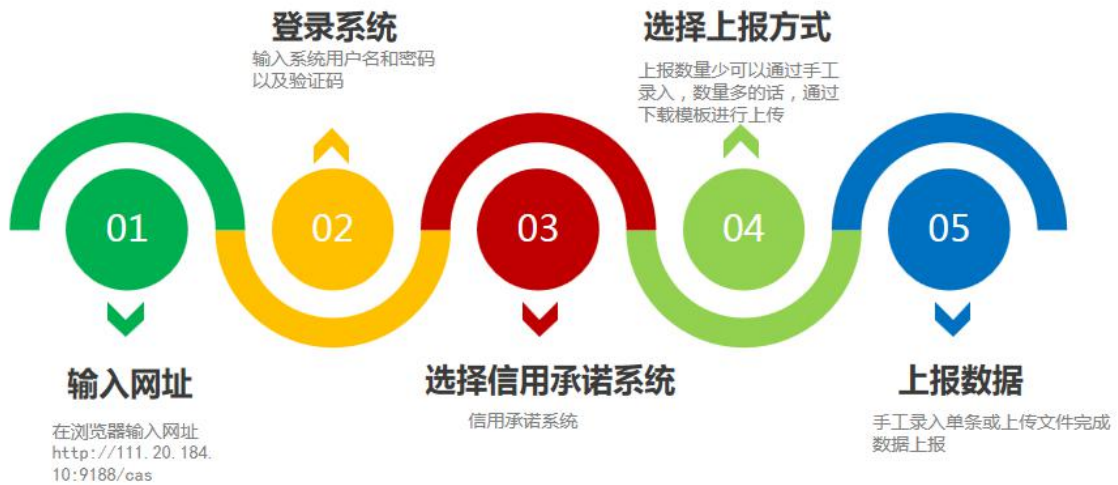 登录系统
输入系统用户名和密码
以及验证码
选择上报方式
上报数量少可以通过手工
录入，数量多的话，通过
下载模板进行上传
01
02
03
04
05
输入网址
在浏览器输入网址
http://111.20.184.
10:9188/cas
选择信用承诺系统
信用承诺系统
上报数据
手工录入单条或上传文件完成
数据上报